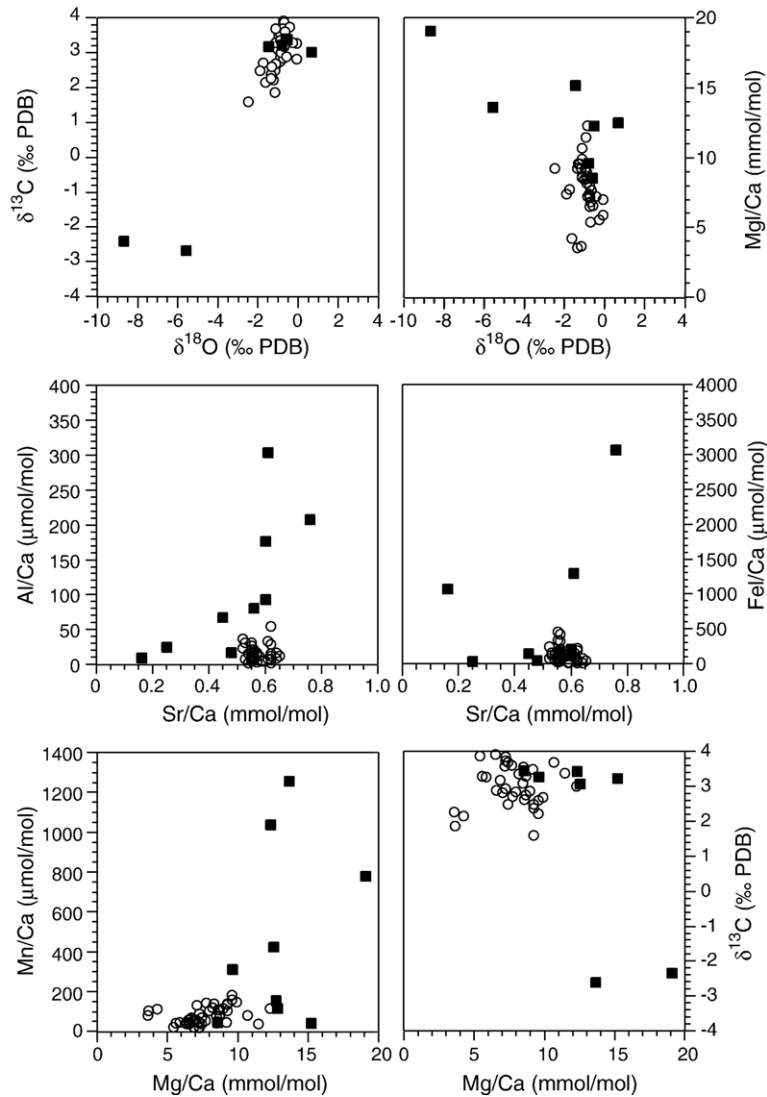 4
3
2
1
0
-1
-2
-3
-4
δ13C (‰ PDB)
-10 -8 -6 -4 -2 0 2 4
δ18O (‰ PDB)
20
15
10
5
0
MgI/Ca (mmol/mol)
-10 -8 -6 -4 -2 0 2 4
δ18O (‰ PDB)
400
350
300
250
200
150
100
50
0
Al/Ca (μmol/mol)
0 0.2 0.4 0.6 0.8 1.0
Sr/Ca (mmol/mol)
4000
3500
3000
2500
2000
1500
1000
500
0
FeI/Ca (μmol/mol)
0 0.2 0.4 0.6 0.8 1.0
Sr/Ca (mmol/mol)
1400
1200
1000
800
600
400
200
0
Mn/Ca (μmol/mol)
0 5 10 15 20
Mg/Ca (mmol/mol)
4
3
2
1
0
-1
-2
-3
-4
δ13C (‰ PDB)
0 5 10 15 20
Mg/Ca (mmol/mol)